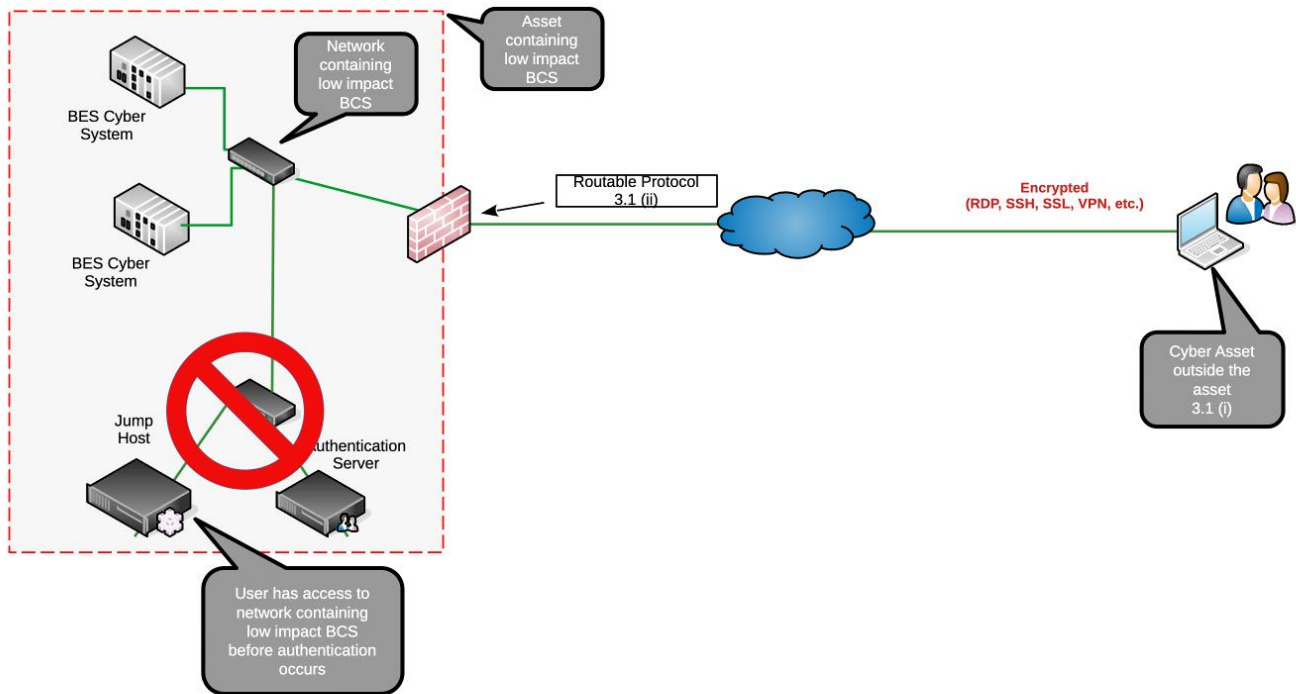 Asset
containing
low impact
BCS
Network
containing
low impact
BCS
BES Cyber
System
BES Cyber
System
Routable Protocol
3.1 (ii)
Encrypted
(RDP, SSH, SSL, VPN, etc.)
Cyber Asset
outside the
asset
3.1 (i)
Jump
Host
uthentication
Server
User has access to
network containing
low impact BCS
before authentication
occurs